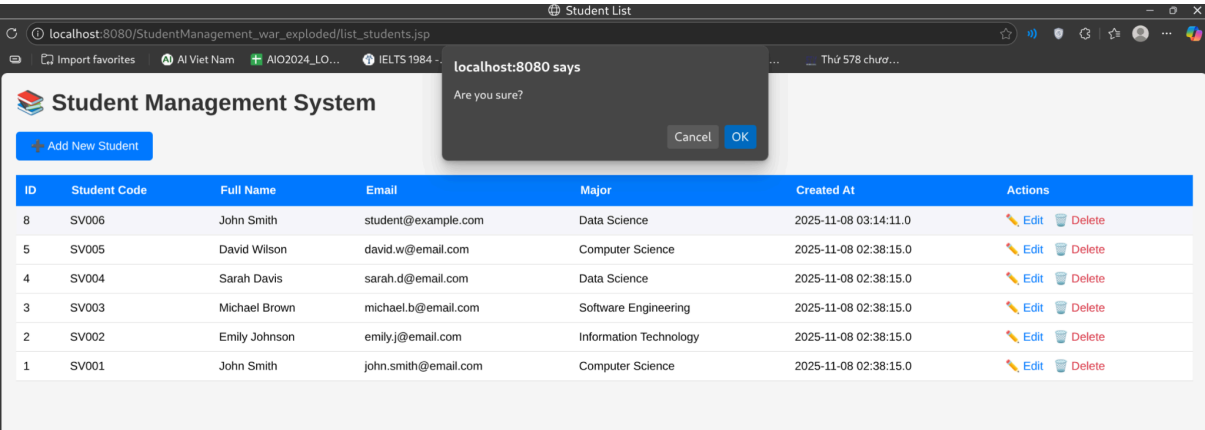 Student List
localhost:8080/StudentManagement_war_exploded/list_students.jsp
Import favorites AI Viet Nam AIO2024_LO... IELTS 1984 -... ... Thứ 578 chươ...
localhost:8080 says
Are you sure?
Cancel OK
Student Management System
Add New Student
ID Student Code Full Name Email Major Created At Actions
8 SV006 John Smith student@example.com Data Science 2025-11-08 03:14:11.0 Edit Delete
5 SV005 David Wilson david.w@email.com Computer Science 2025-11-08 02:38:15.0 Edit Delete
4 SV004 Sarah Davis sarah.d@email.com Data Science 2025-11-08 02:38:15.0 Edit Delete
3 SV003 Michael Brown michael.b@email.com Software Engineering 2025-11-08 02:38:15.0 Edit Delete
2 SV002 Emily Johnson emily.j@email.com Information Technology 2025-11-08 02:38:15.0 Edit Delete
1 SV001 John Smith john.smith@email.com Computer Science 2025-11-08 02:38:15.0 Edit Delete